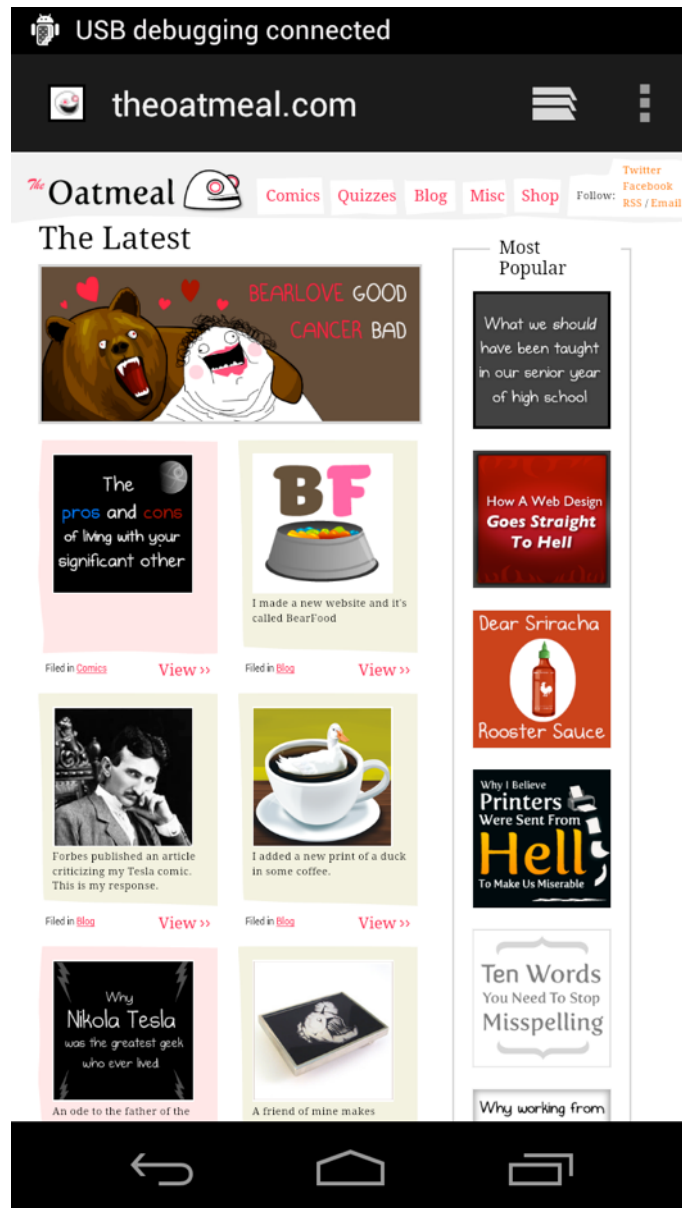 USB debugging connected
theoatmeal.com
The Oatmeal
Comics Quizzes Blog Misc Shop
Follow:
Twitter
Facebook
RSS / Email
The Latest
BEARLOVE GOOD
CANCER BAD
The
pros and cons
of living with your
significant other
Filed in Comics
View ››
BF
I made a new website and it's
called BearFood
Filed in Blog
View ››
Forbes published an article
criticizing my Tesla comic.
This is my response.
Filed in Blog
View ››
I added a new print of a duck
in some coffee.
Filed in Blog
View ››
Why
Nikola Tesla
was the greatest geek
who ever lived
An ode to the father of the
A friend of mine makes
Most
Popular
What we should
have been taught
in our senior year
of high school
How A Web Design
Goes Straight
To Hell
Dear Sriracha
Rooster Sauce
Why I Believe
Printers
Were Sent From
Hell
To Make Us Miserable
Ten Words
You Need To Stop
Misspelling
Why working from